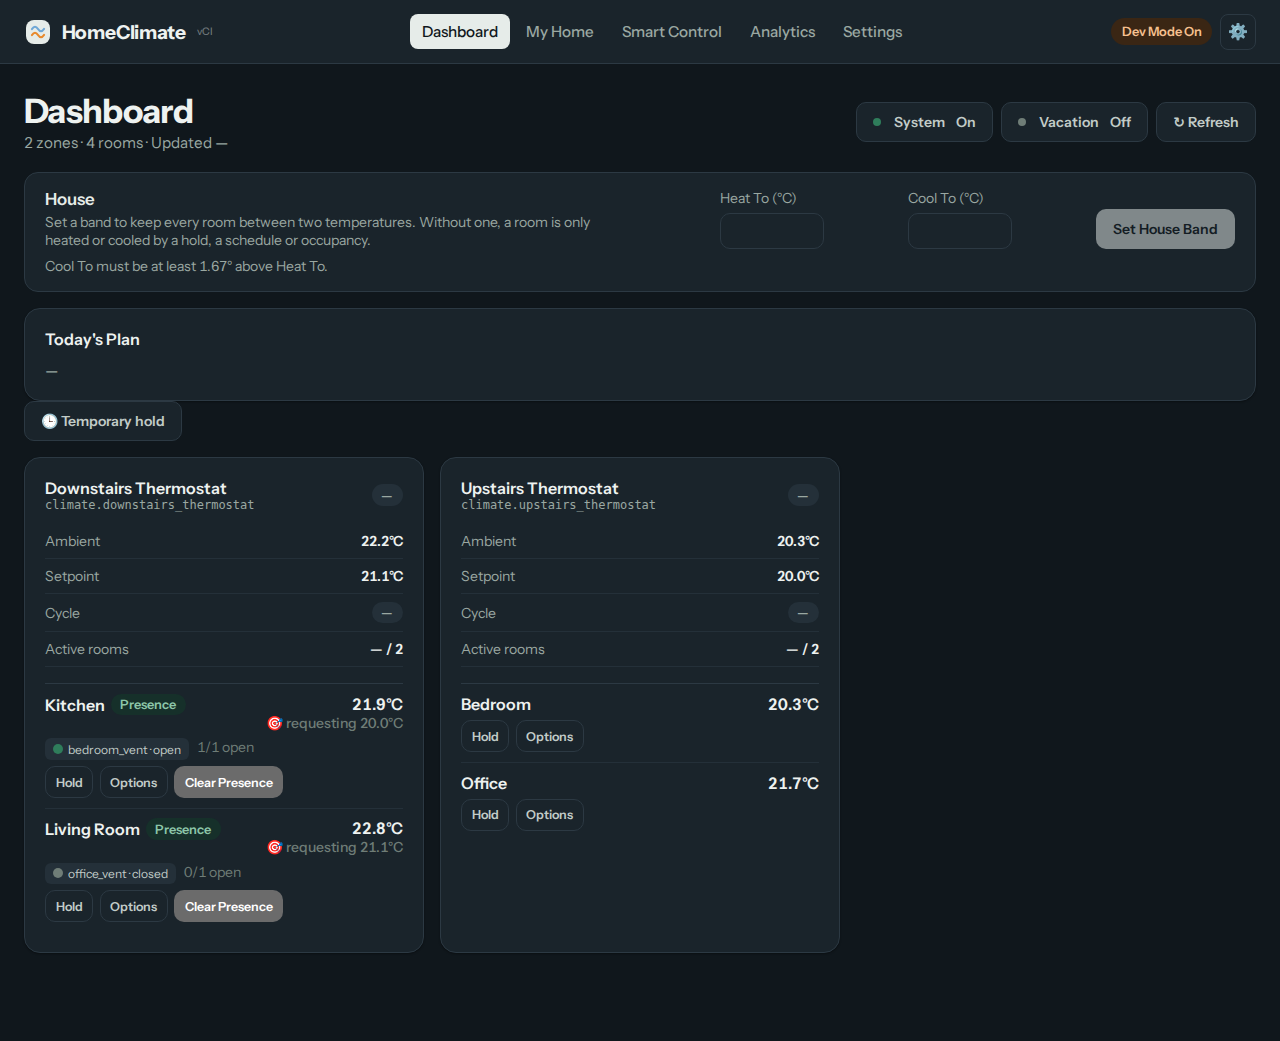 HomeClimate vCI
Dashboard My Home Smart Control Analytics Settings
Dev Mode On
Dashboard
2 zones · 4 rooms · Updated —
System On
Vacation Off
↻ Refresh
House
Set a band to keep every room between two temperatures. Without one, a room is only
heated or cooled by a hold, a schedule or occupancy.
Cool To must be at least 1.67° above Heat To.
Heat To (°C)
Cool To (°C)
Set House Band
Today's Plan
—
Temporary hold
Downstairs Thermostat —
climate.downstairs_thermostat
Ambient 22.2°C
Setpoint 21.1°C
Cycle —
Active rooms — / 2
Kitchen Presence 21.9°C
requesting 20.0°C
bedroom_vent · open 1/1 open
Hold Options Clear Presence
Living Room Presence 22.8°C
requesting 21.1°C
office_vent · closed 0/1 open
Hold Options Clear Presence
Upstairs Thermostat —
climate.upstairs_thermostat
Ambient 20.3°C
Setpoint 20.0°C
Cycle —
Active rooms — / 2
Bedroom 20.3°C
Hold Options
Office 21.7°C
Hold Options